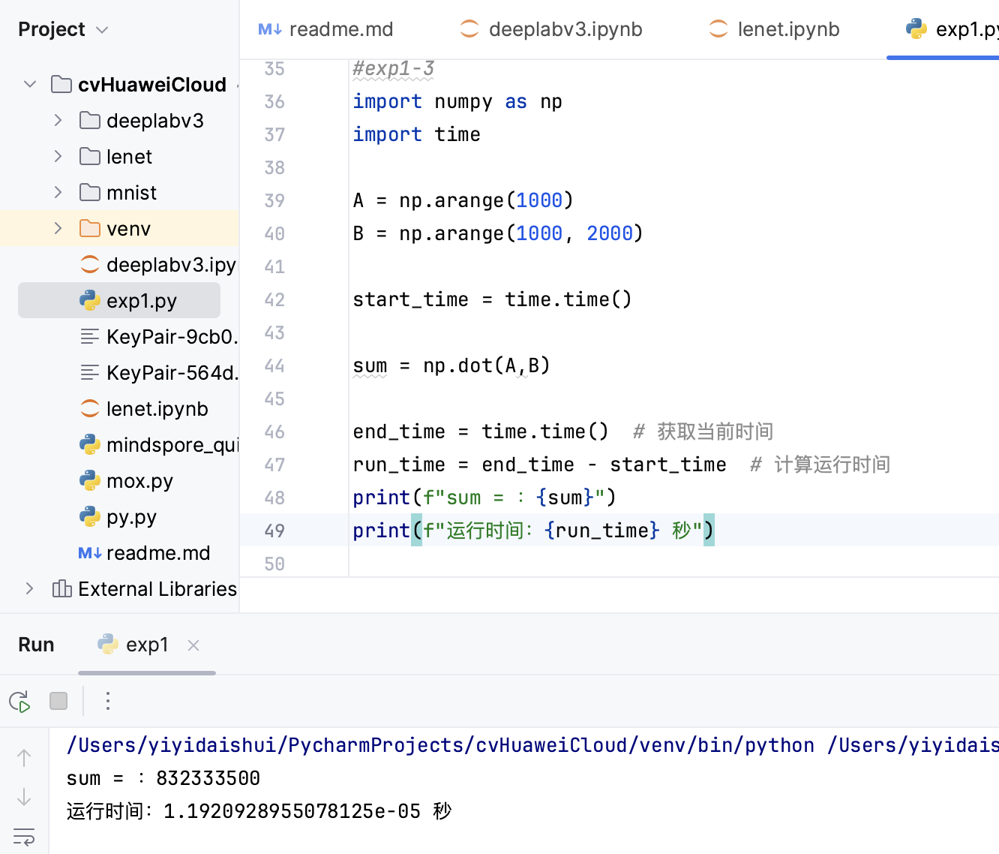 Project
readme.md
deeplabv3.ipynb
lenet.ipynb
exp1.py
cvHuaweiCloud
deeplabv3
lenet
mnist
venv
deeplabv3.ipy
exp1.py
KeyPair-9cb0.
KeyPair-564d.
lenet.ipynb
mindspore_qui
mox.py
py.py
readme.md
External Libraries
35 #exp1-3
36 import numpy as np
37 import time
38
39 A = np.arange(1000)
40 B = np.arange(1000, 2000)
41
42 start_time = time.time()
43
44 sum = np.dot(A,B)
45
46 end_time = time.time()  # 获取当前时间
47 run_time = end_time - start_time  # 计算运行时间
48 print(f"sum = : {sum}")
49 print(f"运行时间: {run_time} 秒")
50
Run
exp1
/Users/yiyidaishui/PycharmProjects/cvHuaweiCloud/venv/bin/python /Users/yiyidais
sum = : 832333500
运行时间: 1.1920928955078125e-05 秒